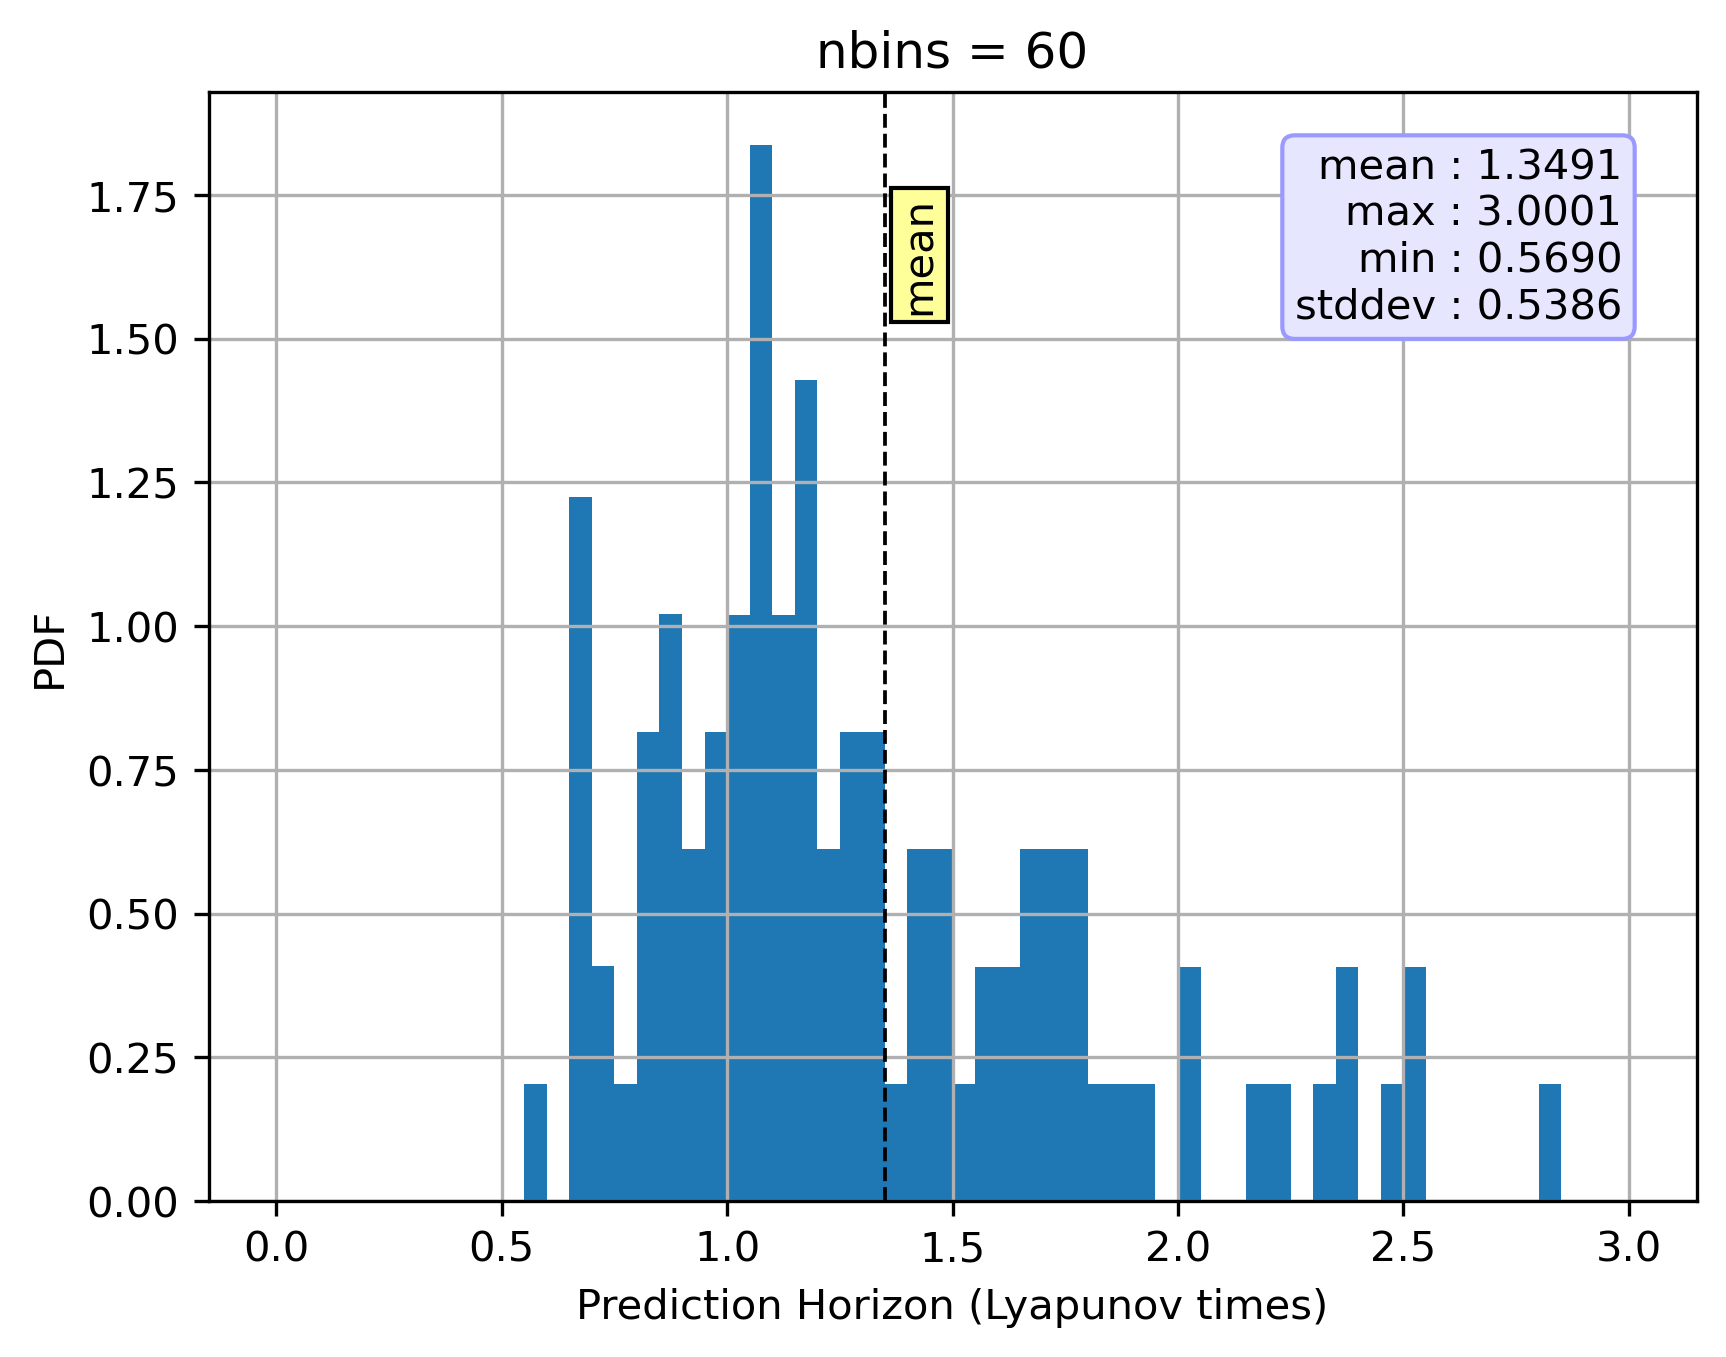 nbins = 60
mean : 1.3491
max : 3.0001
min : 0.5690
stddev : 0.5386
mean
PDF
1.75
1.50
1.25
1.00
0.75
0.50
0.25
0.00
0.0 0.5 1.0 1.5 2.0 2.5 3.0
Prediction Horizon (Lyapunov times)